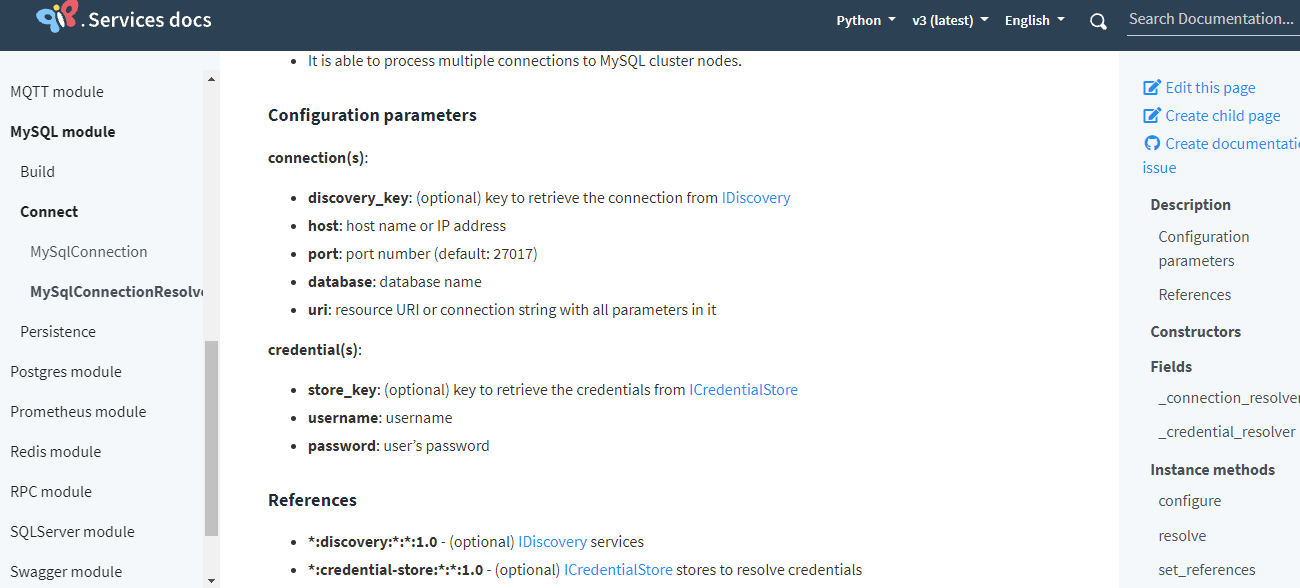 pip.Services docs
Python
v3 (latest)
English
Search Documentation...
MQTT module
MySQL module
Build
Connect
MySqlConnection
MySqlConnectionResolve
Persistence
Postgres module
Prometheus module
Redis module
RPC module
SQLServer module
Swagger module
It is able to process multiple connections to MySQL cluster nodes.
Configuration parameters
connection(s):
discovery_key: (optional) key to retrieve the connection from IDiscovery
host: host name or IP address
port: port number (default: 27017)
database: database name
uri: resource URI or connection string with all parameters in it
credential(s):
store_key: (optional) key to retrieve the credentials from ICredentialStore
username: username
password: user’s password
References
*:discovery:*:*:1.0 - (optional) IDiscovery services
*:credential-store:*:*:1.0 - (optional) ICredentialStore stores to resolve credentials
Edit this page
Create child page
Create documentati
issue
Description
Configuration
parameters
References
Constructors
Fields
_connection_resolver
_credential_resolver
Instance methods
configure
resolve
set_references